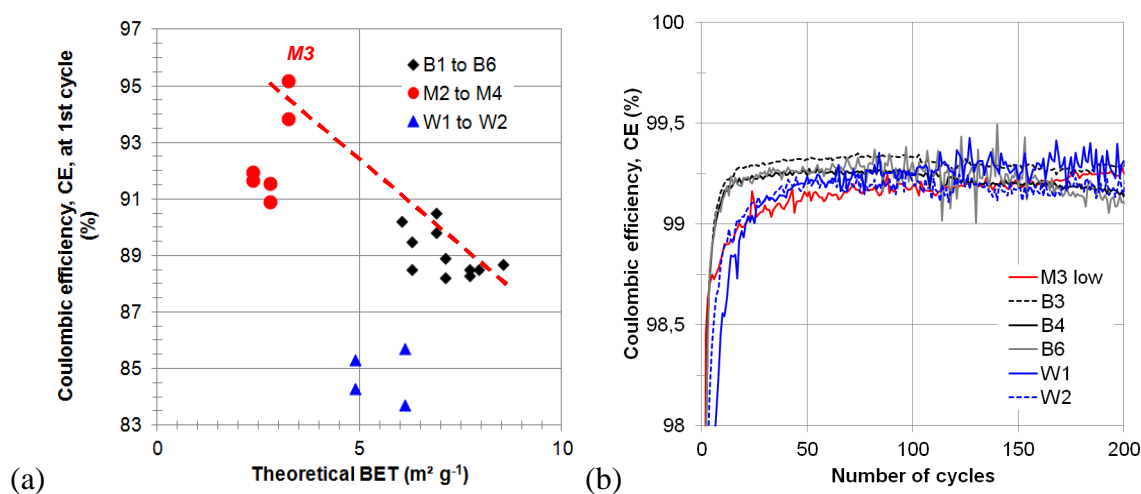 97
95
93
91
89
87
85
83
Coulombic efficiency, CE, at 1st cycle
(%)
M3
B1 to B6
M2 to M4
W1 to W2
0
5
10
Theoretical BET (m² g⁻¹)
(a)
100
99,5
99
98,5
98
Coulombic efficiency, CE (%)
M3 low
B3
B4
B6
W1
W2
0
50
100
150
200
Number of cycles
(b)